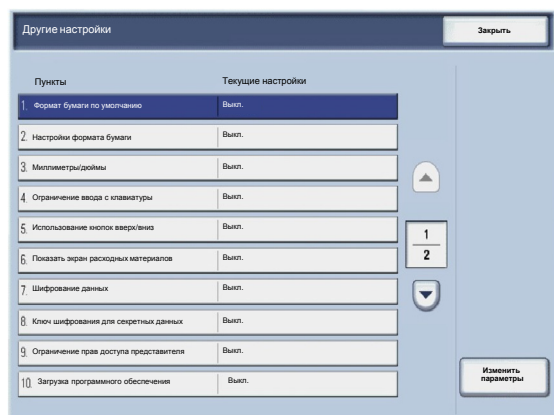 Другие настройки
Закрыть
Пункты
Текущие настройки
1. Формат бумаги по умолчанию Выкл.
2. Настройки формата бумаги Выкл.
3. Миллиметры/дюймы Выкл.
4. Ограничение ввода с клавиатуры Выкл.
5. Использование кнопок вверх/вниз Выкл.
6. Показать экран расходных материалов Выкл.
7. Шифрование данных Выкл.
8. Ключ шифрования для секретных данных Выкл.
9. Ограничение прав доступа представителя Выкл.
10. Загрузка программного обеспечения Выкл.
1
2
Изменить
параметры